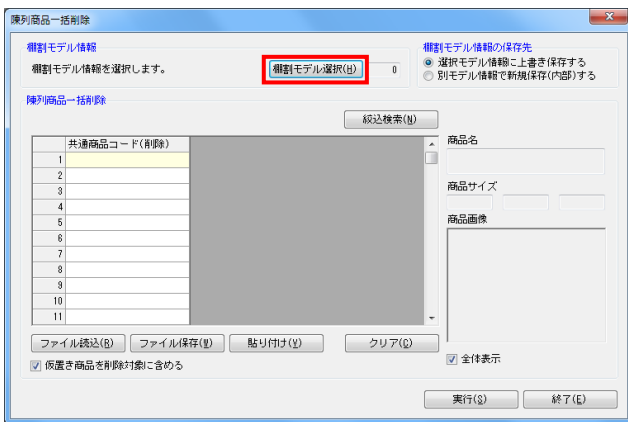 陳列商品一括削除
棚割モデル情報
棚割モデル情報を選択します。
棚割モデル選択(H)
0
棚割モデル情報の保存先
選択モデル情報に上書き保存する
別モデル情報で新規保存(内部)する
陳列商品一括削除
絞込検索(N)
共通商品コード(削除)
1
2
3
4
5
6
7
8
9
10
11
商品名
商品サイズ
商品画像
ファイル読込(R)
ファイル保存(W)
貼り付け(V)
クリア(C)
仮置き商品を削除対象に含める
全体表示
実行(S)
終了(E)